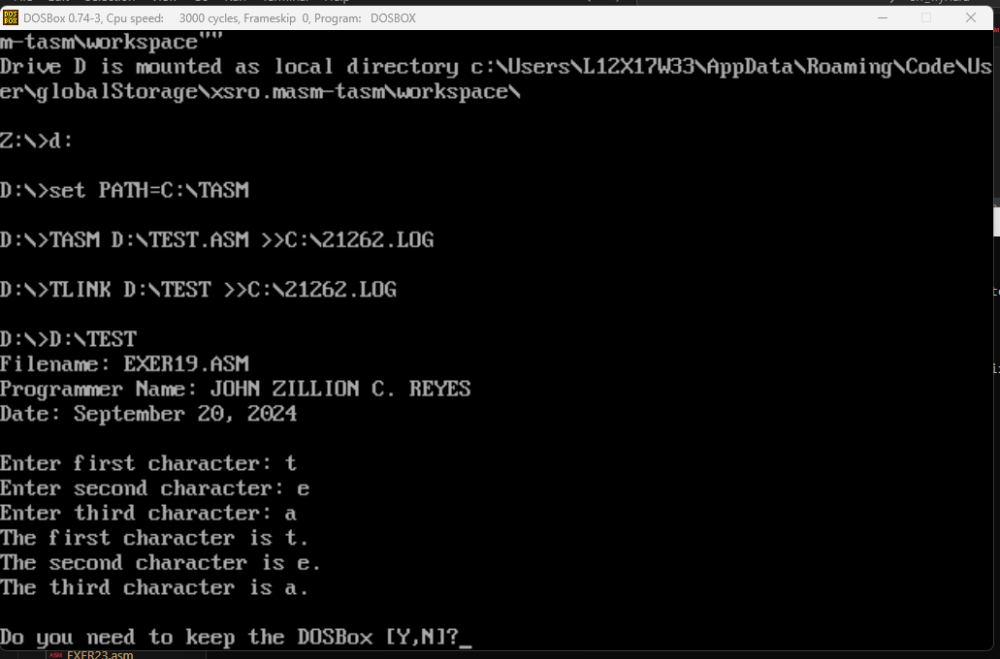 DOSBox 0.74-3, Cpu speed: 3000 cycles, Frameskip 0, Program: DOSBOX
m-tasm\workspace""
Drive D is mounted as local directory c:\Users\L12X17W33\AppData\Roaming\Code\Us
er\globalStorage\xsro.masm-tasm\workspace\
Z:\>d:
D:\>set PATH=C:\TASM
D:\>TASM D:\TEST.ASM >>C:\21262.LOG
D:\>TLINK D:\TEST >>C:\21262.LOG
D:\>D:\TEST
Filename: EXER19.ASM
Programmer Name: JOHN ZILLION C. REYES
Date: September 20, 2024
Enter first character: t
Enter second character: e
Enter third character: a
The first character is t.
The second character is e.
The third character is a.
Do you need to keep the DOSBox [Y,N]?_
ASM EXER23.asm